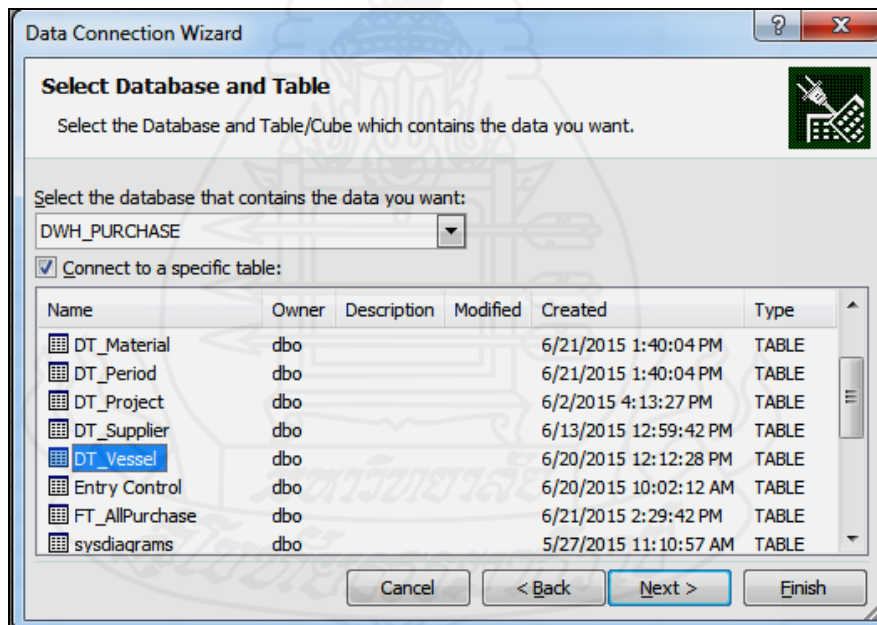 Data Connection Wizard
Select Database and Table
Select the Database and Table/Cube which contains the data you want.
Select the database that contains the data you want:
DWH_PURCHASE
Connect to a specific table:
Name Owner Description Modified Created TYPE
DT_Material dbo 6/21/2015 1:40:04 PM TABLE
DT_Period dbo 6/21/2015 1:40:04 PM TABLE
DT_Project dbo 6/2/2015 4:13:27 PM TABLE
DT_Supplier dbo 6/13/2015 12:59:42 PM TABLE
DT_Vessel dbo 6/20/2015 12:12:28 PM TABLE
Entry Control dbo 6/20/2015 10:02:12 AM TABLE
FT_AllPurchase dbo 6/21/2015 2:29:42 PM TABLE
sysdiagrams dbo 5/27/2015 11:10:57 AM TABLE
Cancel < Back Next > Finish